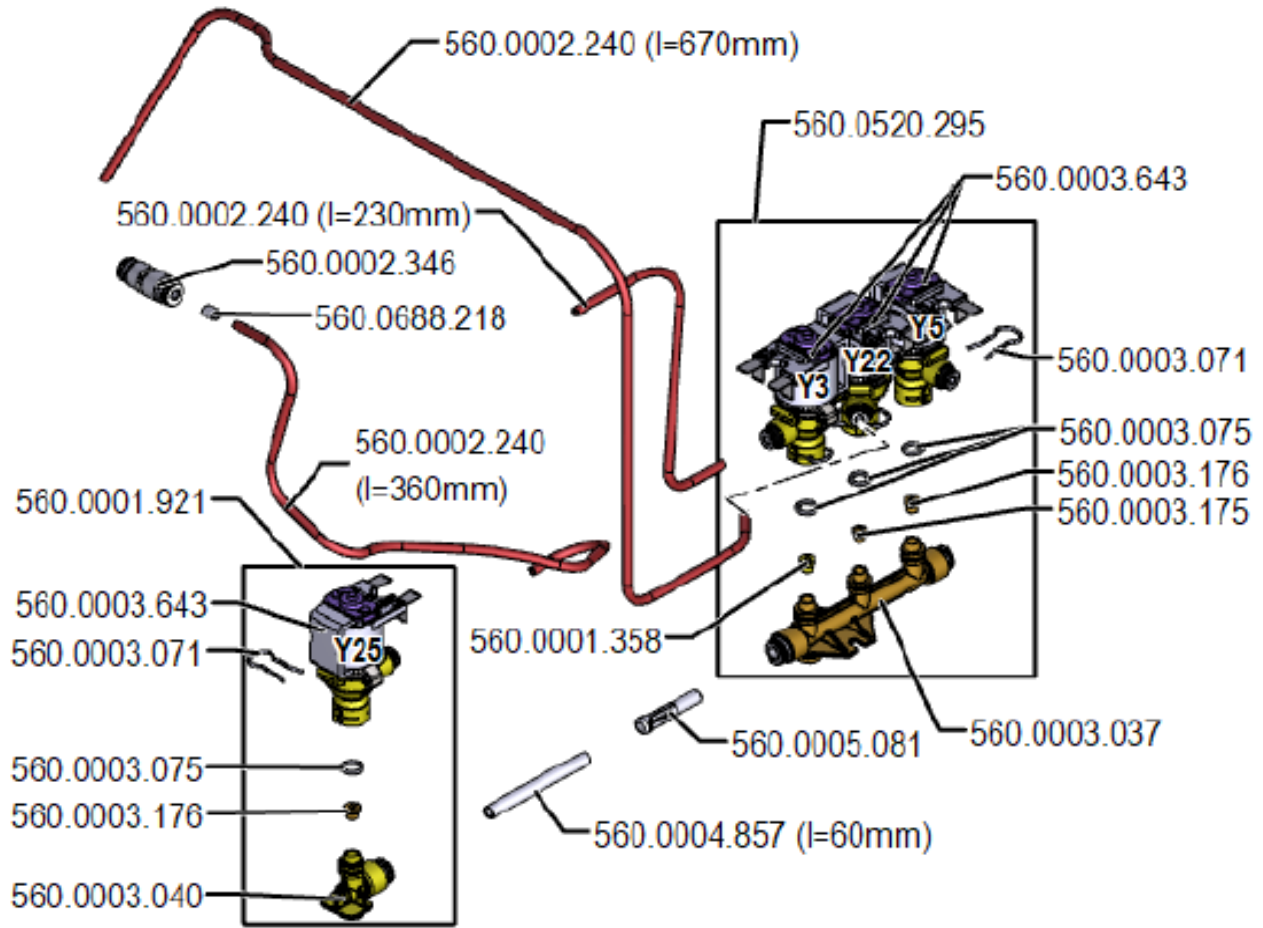 560.0002.240 (l=670mm)
560.0520.295
560.0003.643
560.0002.240 (l=230mm)
560.0002.346
560.0688.218
Y5
Y22
Y3
560.0003.071
560.0003.075
560.0003.176
560.0003.175
560.0002.240
(l=360mm)
560.0001.921
560.0003.643
560.0003.071
Y25
560.0001.358
560.0003.037
560.0005.081
560.0003.075
560.0003.176
560.0004.857 (l=60mm)
560.0003.040